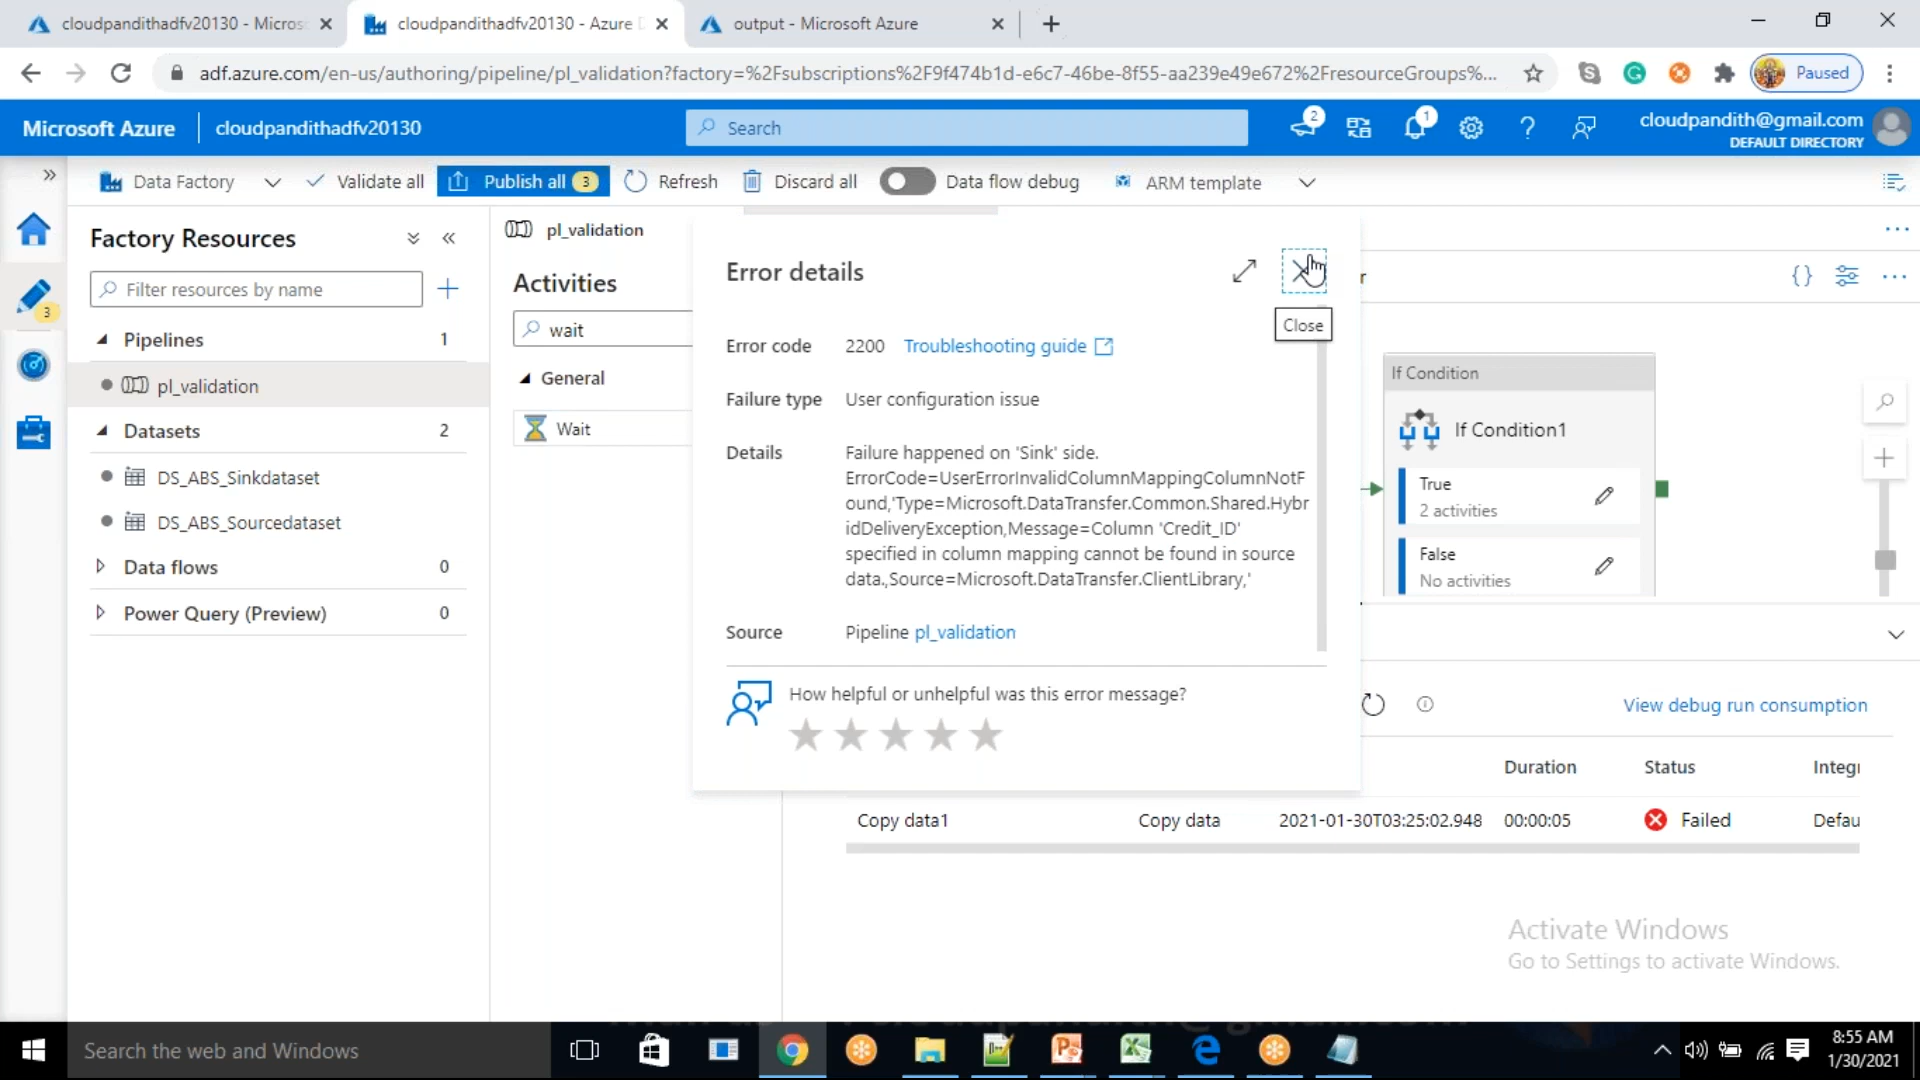 cloudpandithadfv20130 - Micros
cloudpandithadfv20130 - Azure D
output - Microsoft Azure
adf.azure.com/en-us/authoring/pipeline/pl_validation?factory=%2Fsubscriptions%2F9f474b1d-e6c7-46be-8f55-aa239e49e672%2FresourceGroups%...
Paused
Microsoft Azure
cloudpandithadfv20130
Search
2
1
cloudpandith@gmail.com
DEFAULT DIRECTORY
Data Factory
Validate all
Publish all 3
Refresh
Discard all
Data flow debug
ARM template
Factory Resources
pl_validation
Filter resources by name
Activities
wait
General
Wait
3
Pipelines 1
pl_validation
Datasets 2
DS_ABS_Sinkdataset
DS_ABS_Sourcedataset
Data flows 0
Power Query (Preview) 0
Error details
Close
Error code 2200 Troubleshooting guide
Failure type User configuration issue
Details Failure happened on 'Sink' side.
ErrorCode=UserErrorInvalidColumnMappingColumnNotF
ound,'Type=Microsoft.DataTransfer.Common.Shared.Hybr
idDeliveryException,Message=Column 'Credit_ID'
specified in column mapping cannot be found in source
data.,Source=Microsoft.DataTransfer.ClientLibrary,'
Source Pipeline pl_validation
How helpful or unhelpful was this error message?
If Condition
If Condition1
True
2 activities
False
No activities
View debug run consumption
Duration Status Integr
Copy data1 Copy data 2021-01-30T03:25:02.948 00:00:05 Failed Defau
Activate Windows
Go to Settings to activate Windows.
Search the web and Windows
8:55 AM
1/30/2021